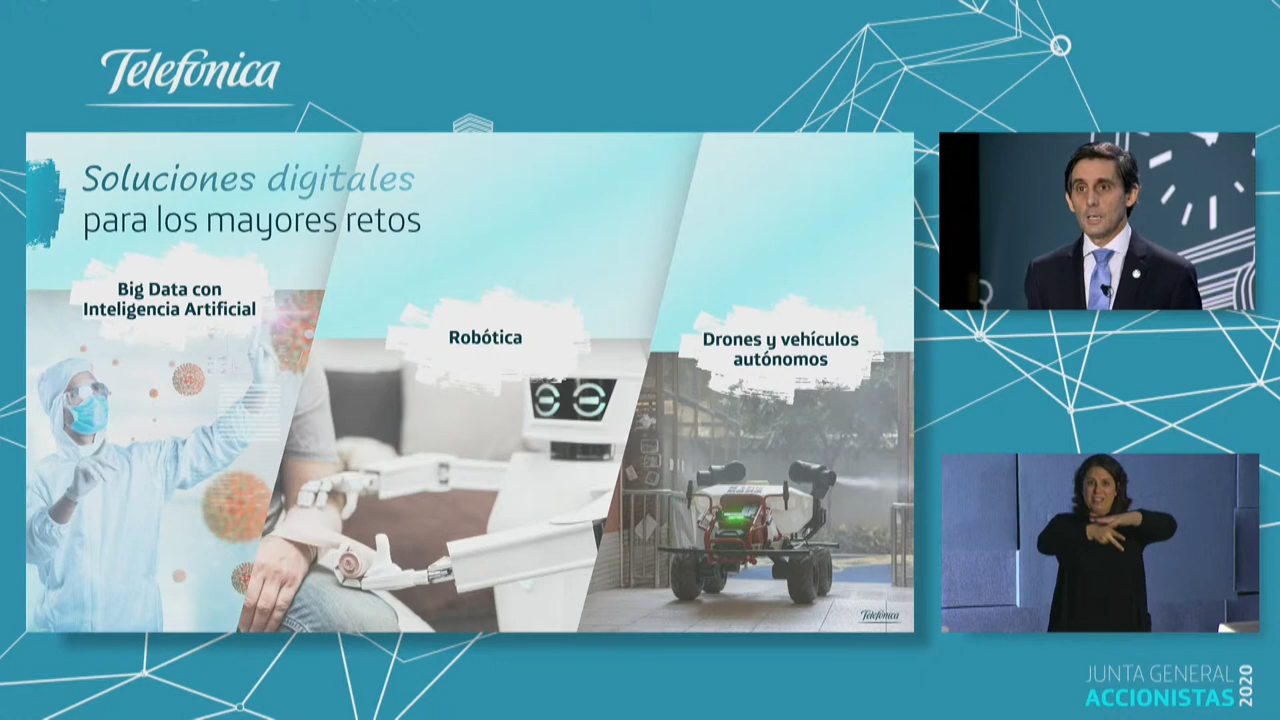 Telefónica
Soluciones digitales
para los mayores retos
Big Data con
Inteligencia Artificial
Robótica
Drones y vehículos
autónomos
Telefónica
JUNTA GENERAL
ACCIONISTAS
2020